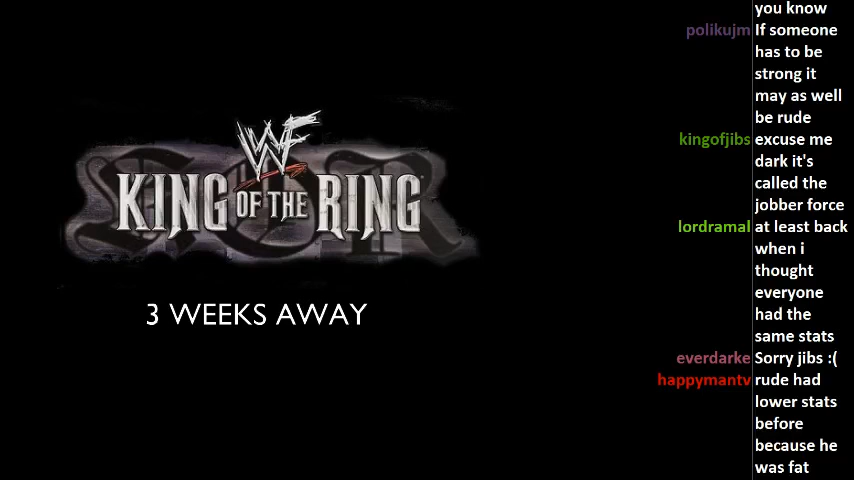 WF
KING OF THE RING
3 WEEKS AWAY
you know
polikujm If someone
has to be
strong it
may as well
be rude
kingofjibs excuse me
dark it's
called the
jobber force
lordramal at least back
when i
thought
everyone
had the
same stats
everdarke Sorry jibs :(
happymantv rude had
lower stats
before
because he
was fat